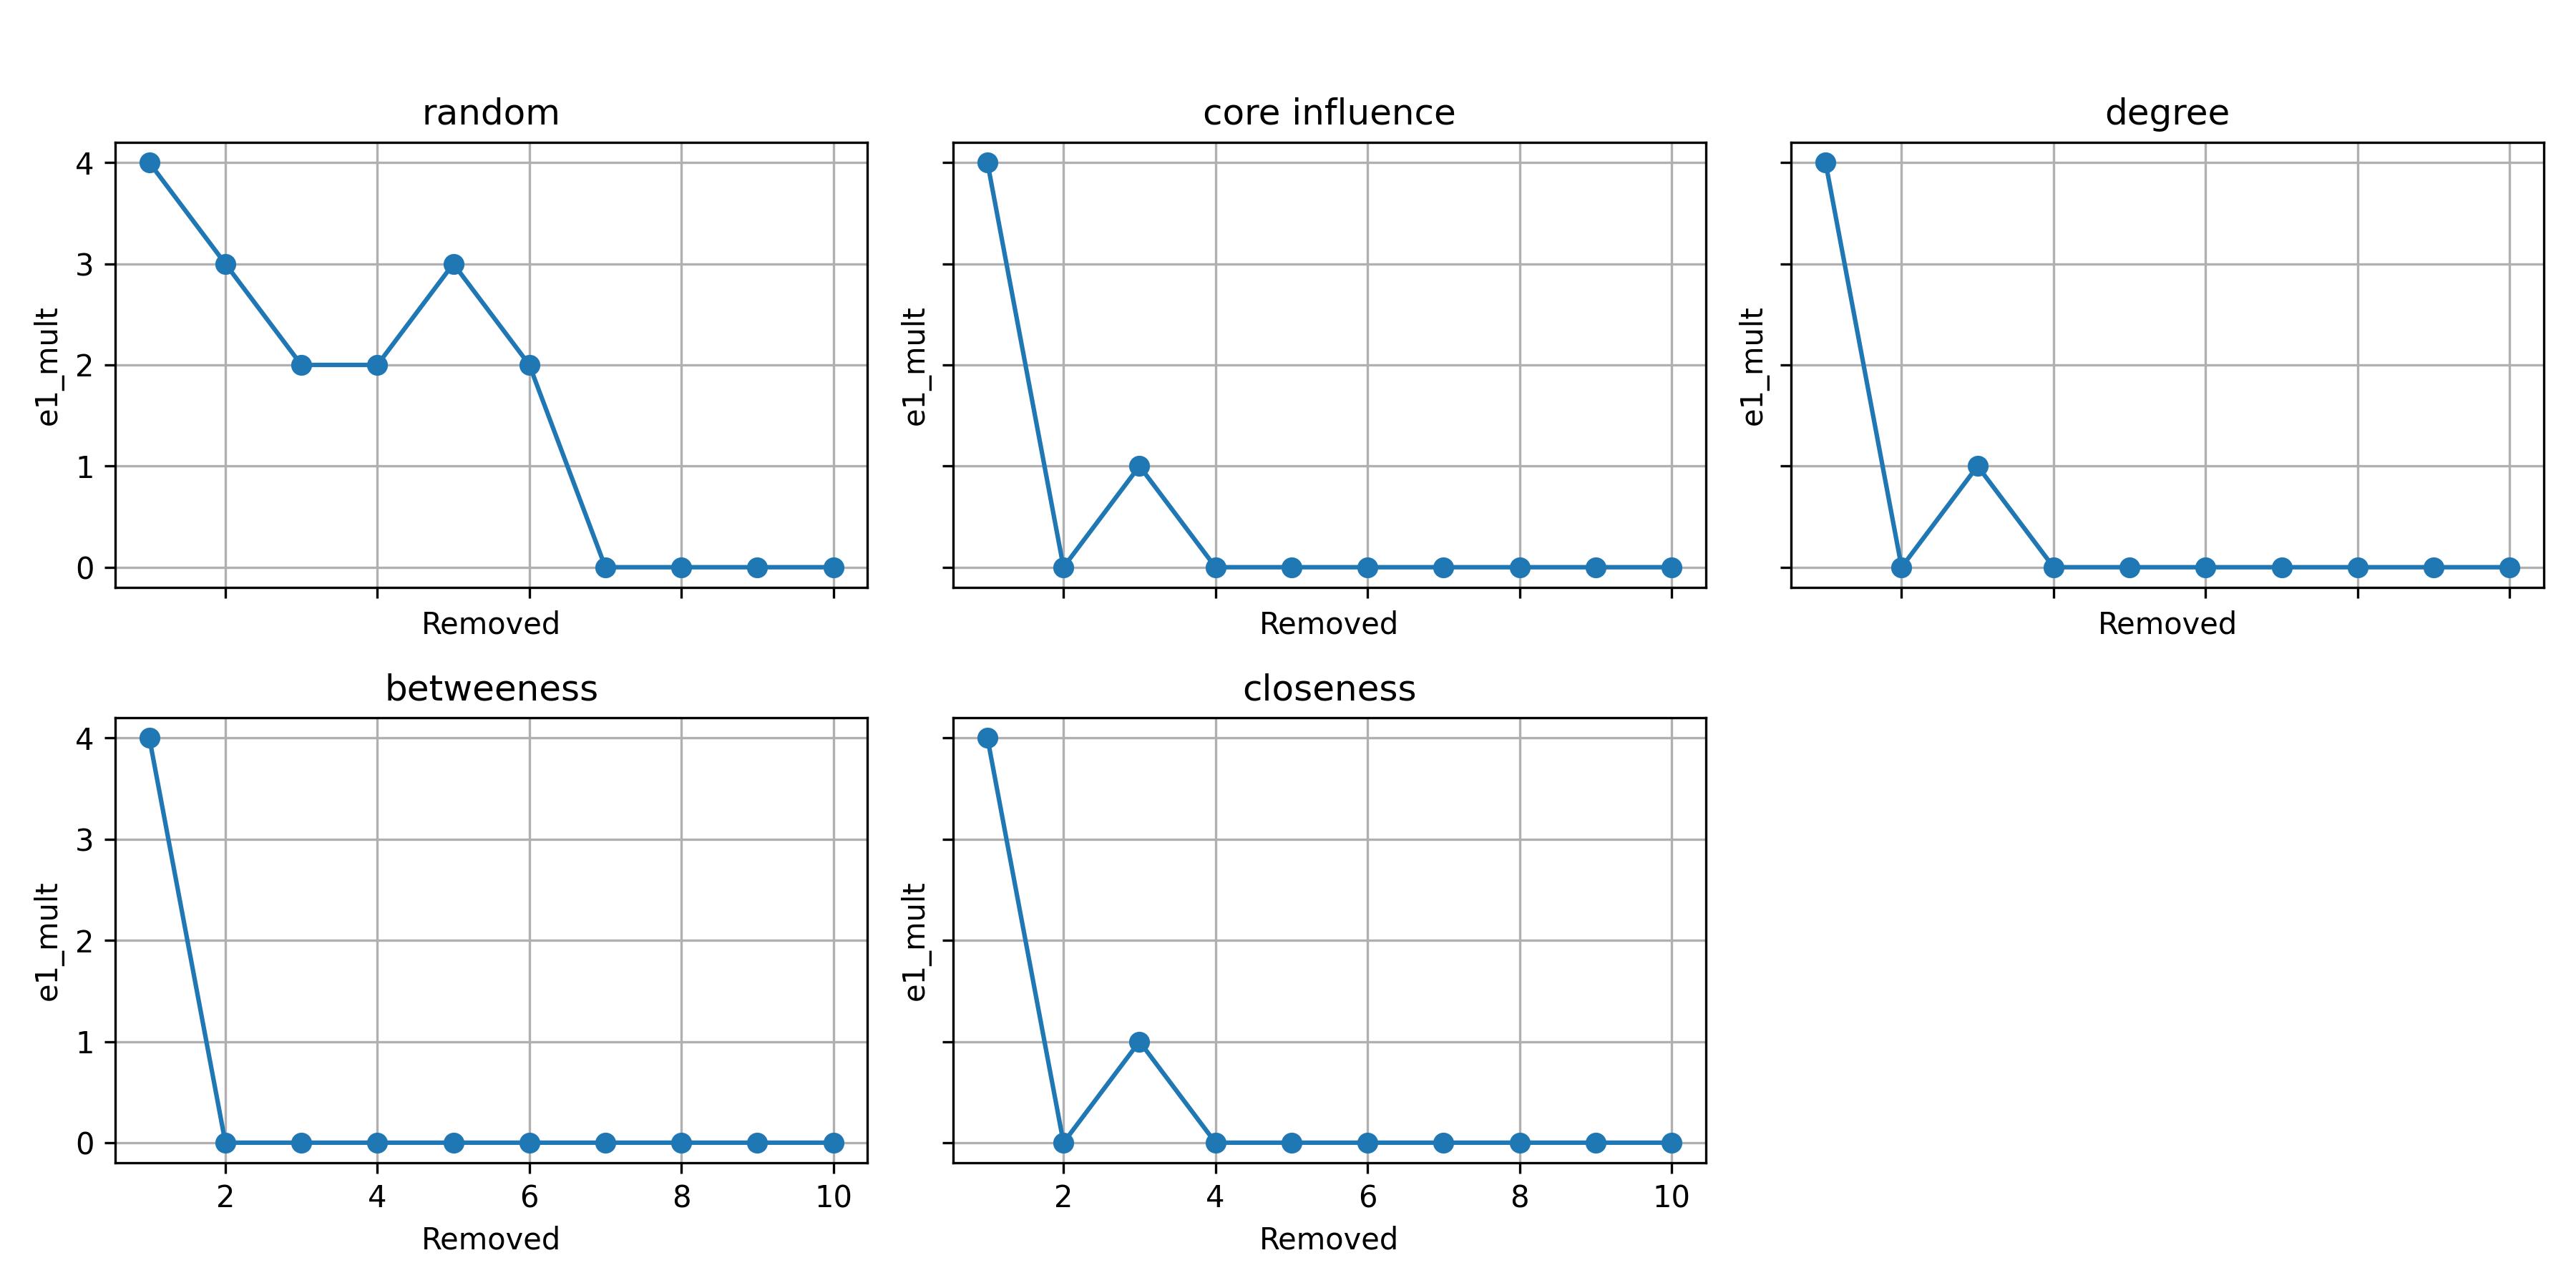 random
core influence
degree
4
3
2
1
0
e1_mult
e1_mult
e1_mult
Removed
Removed
Removed
betweeness
closeness
4
3
2
1
0
e1_mult
e1_mult
2 4 6 8 10
2 4 6 8 10
Removed
Removed